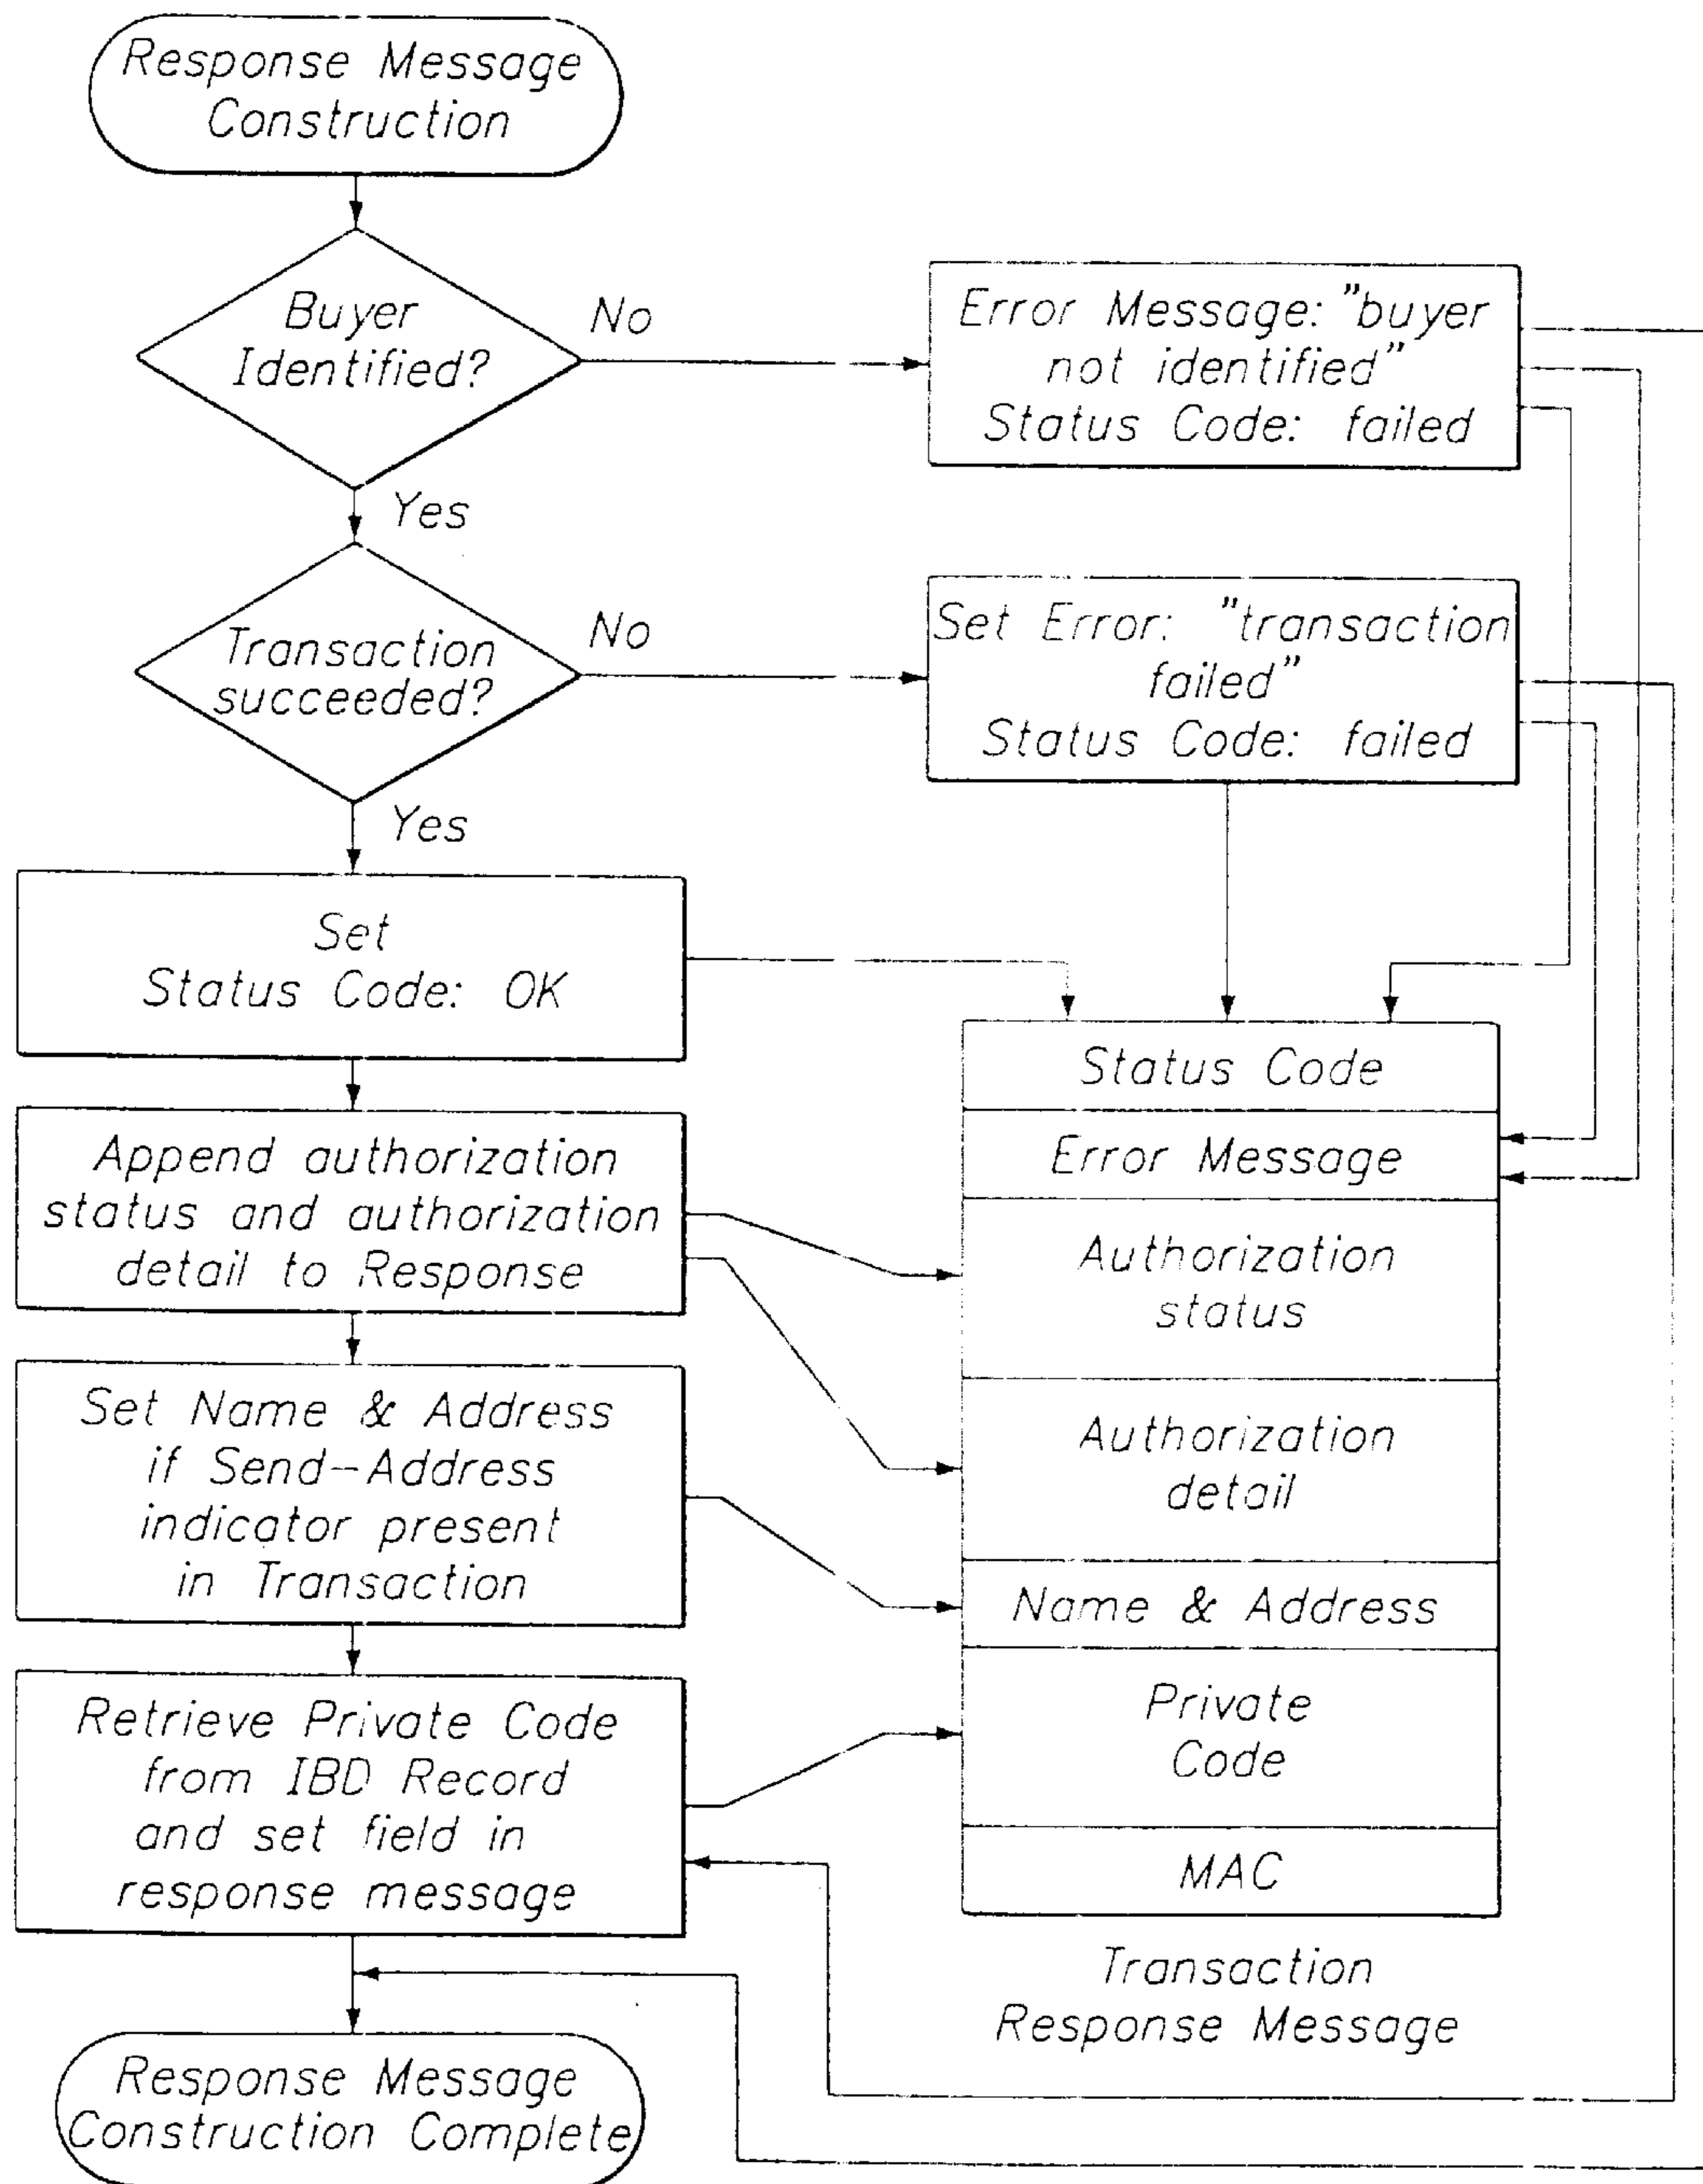 Response Message
Construction
Buyer
Identified?
No
Error Message: "buyer
not identified"
Status Code: failed
Yes
Transaction
succeeded?
No
Set Error: "transaction
failed"
Status Code: failed
Yes
Set
Status Code: OK
Append authorization
status and authorization
detail to Response
Set Name & Address
if Send-Address
indicator present
in Transaction
Retrieve Private Code
from IBD Record
and set field in
response message
Response Message
Construction Complete
Status Code
Error Message
Authorization
status
Authorization
detail
Name & Address
Private
Code
MAC
Transaction
Response Message